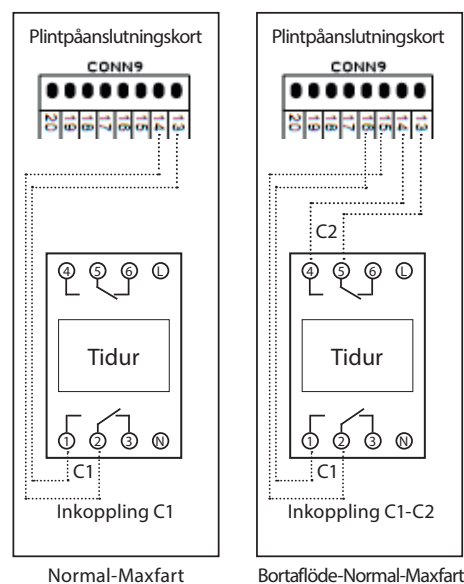 Plintpåanslutningskort
CONN9
20 19 18 17 16 15 14 13
4 5 6 L
Tidur
1 2 3 N
C1
Inkoppling C1
Normal-Maxfart
Plintpåanslutningskort
CONN9
20 19 18 17 16 15 14 13
C2
4 5 6 L
Tidur
1 2 3 N
C1
Inkoppling C1-C2
Bortaflöde-Normal-Maxfart